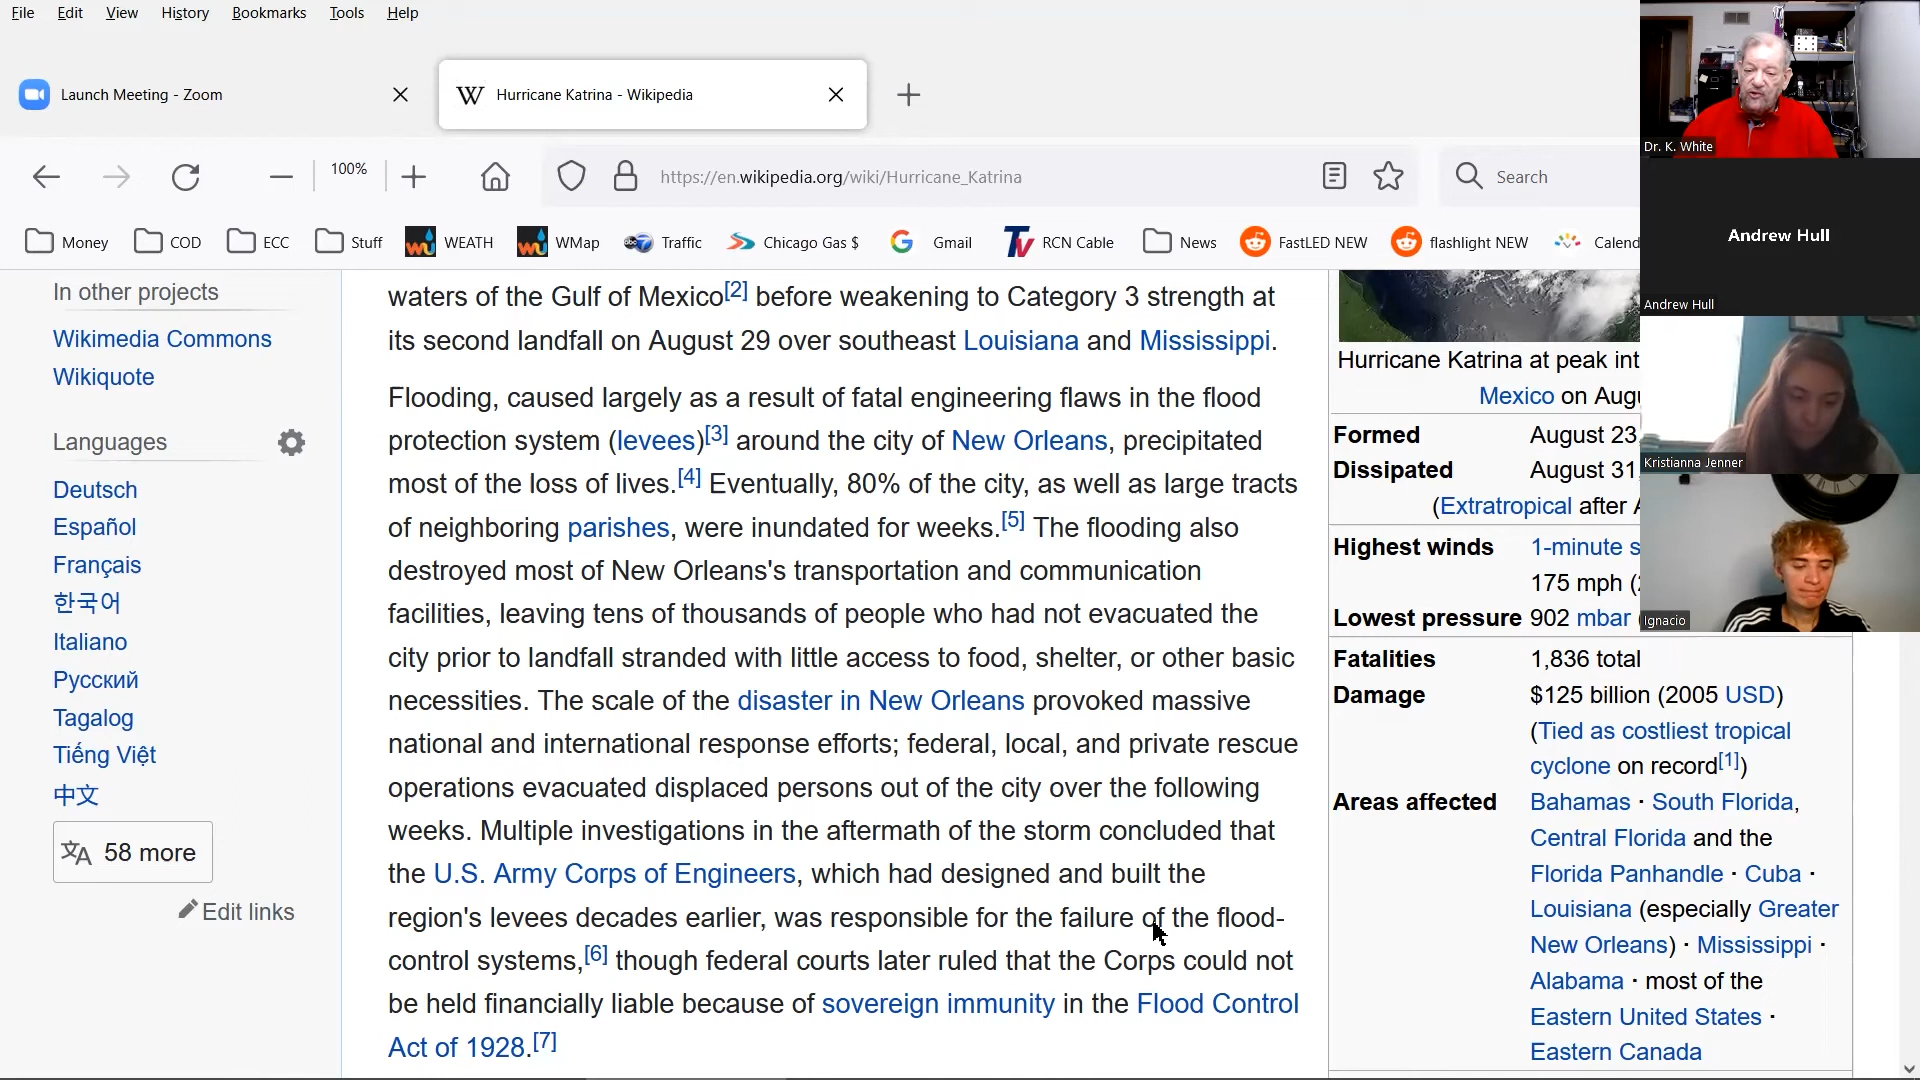 File Edit View History Bookmarks Tools Help
Launch Meeting - Zoom
Hurricane Katrina - Wikipedia
100%
https://en.wikipedia.org/wiki/Hurricane_Katrina
Search
Money COD ECC Stuff WEATH WMap Traffic Chicago Gas $ Gmail RCN Cable News FastLED NEW flashlight NEW Calend
In other projects
Wikimedia Commons
Wikiquote
Languages
Deutsch
Español
Français
한국어
Italiano
Русский
Tagalog
Tiếng Việt
中文
58 more
Edit links
waters of the Gulf of Mexico[2] before weakening to Category 3 strength at
its second landfall on August 29 over southeast Louisiana and Mississippi.
Flooding, caused largely as a result of fatal engineering flaws in the flood
protection system (levees)[3] around the city of New Orleans, precipitated
most of the loss of lives.[4] Eventually, 80% of the city, as well as large tracts
of neighboring parishes, were inundated for weeks.[5] The flooding also
destroyed most of New Orleans's transportation and communication
facilities, leaving tens of thousands of people who had not evacuated the
city prior to landfall stranded with little access to food, shelter, or other basic
necessities. The scale of the disaster in New Orleans provoked massive
national and international response efforts; federal, local, and private rescue
operations evacuated displaced persons out of the city over the following
weeks. Multiple investigations in the aftermath of the storm concluded that
the U.S. Army Corps of Engineers, which had designed and built the
region's levees decades earlier, was responsible for the failure of the flood-
control systems,[6] though federal courts later ruled that the Corps could not
be held financially liable because of sovereign immunity in the Flood Control
Act of 1928.[7]
Hurricane Katrina at peak int
Mexico on Aug
Formed August 23
Dissipated August 31,
(Extratropical after
Highest winds 1-minute s
175 mph (
Lowest pressure 902 mbar
Fatalities 1,836 total
Damage $125 billion (2005 USD)
(Tied as costliest tropical
cyclone on record[1])
Areas affected Bahamas · South Florida,
Central Florida and the
Florida Panhandle · Cuba ·
Louisiana (especially Greater
New Orleans) · Mississippi ·
Alabama · most of the
Eastern United States ·
Eastern Canada
Dr. K. White
Andrew Hull
Andrew Hull
Kristianna Jenner
Ignacio